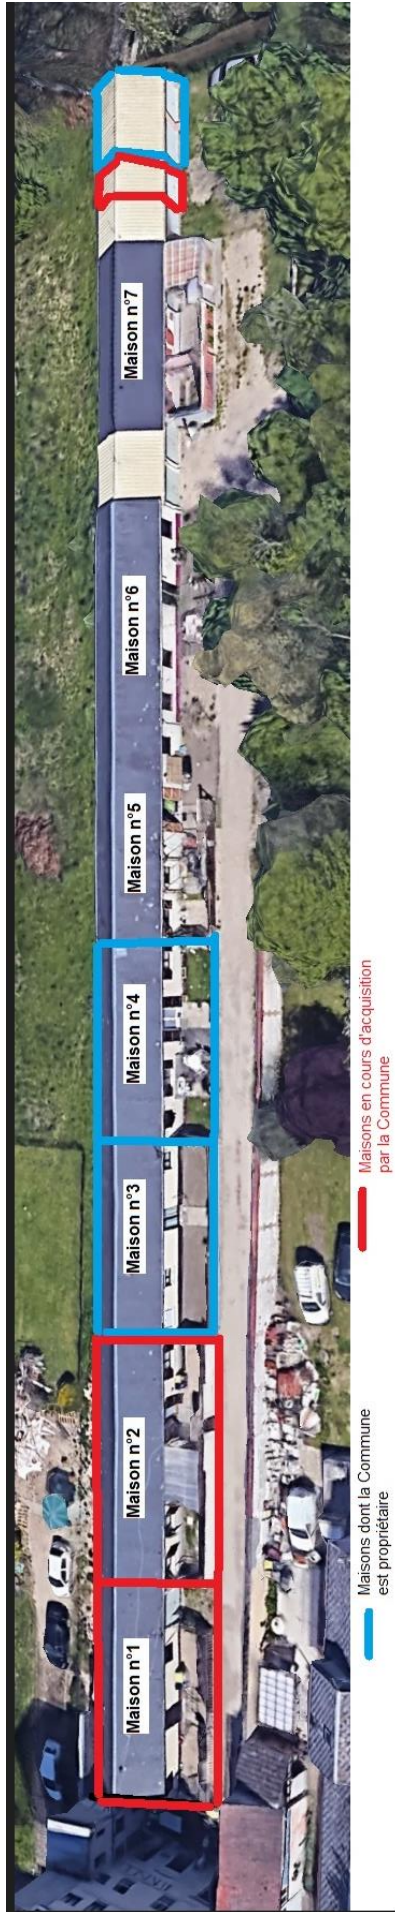 Maison n°1
Maison n°2
Maison n°3
Maison n°4
Maison n°5
Maison n°6
Maison n°7
Maisons dont la Commune
est propriétaire
Maisons en cours d'acquisition
par la Commune